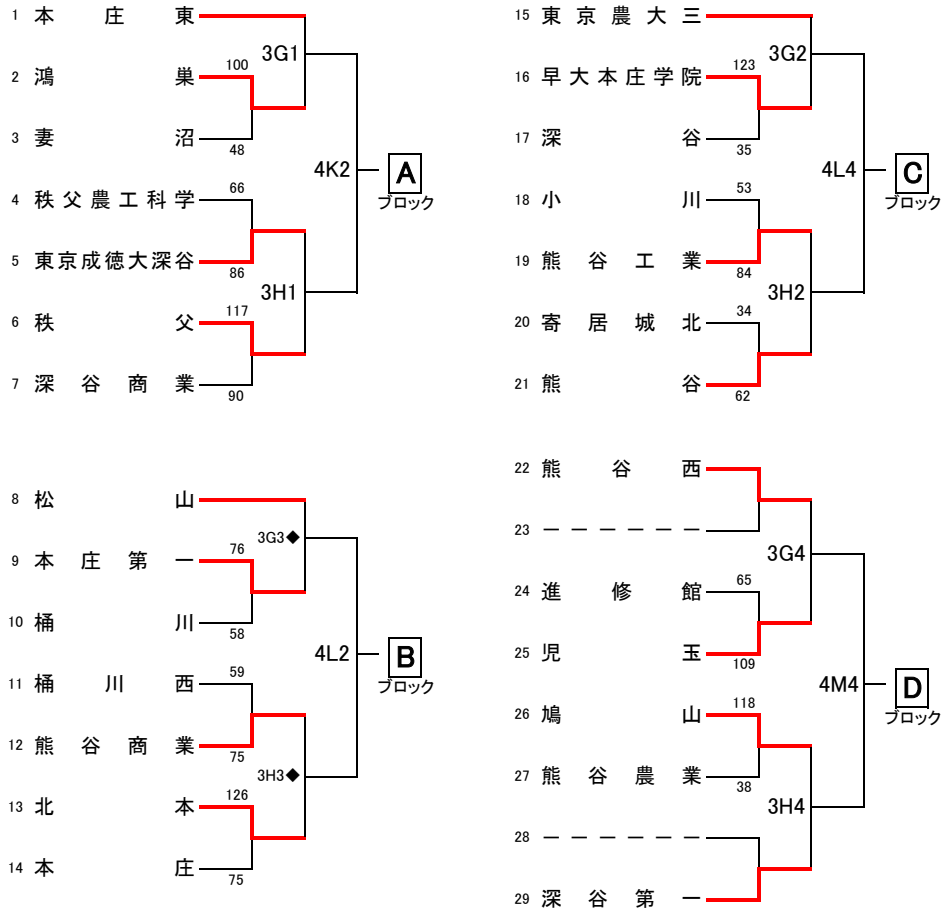 1 本庄東
3G1
2 鴻巣 100
3 妻沼 48
4K2 A
ブロック
4 秩父農工科学 66
5 東京成徳大深谷 86
3H1
6 秩父 117
7 深谷商業 90
8 松山
3G3◆
9 本庄第一 76
10 桶川 58
4L2 B
ブロック
11 桶川西 59
12 熊谷商業 75
3H3◆
13 北本 126
14 本庄 75
15 東京農大三
3G2
16 早大本庄学院 123
17 深谷 35
4L4 C
ブロック
18 小川 53
19 熊谷工業 84
3H2
20 寄居城北 34
21 熊谷 62
22 熊谷西
23 ーーーーーー
3G4
24 進修館 65
25 児玉 109
4M4 D
ブロック
26 鳩山 118
27 熊谷農業 38
3H4
28 ーーーーーー
29 深谷第一